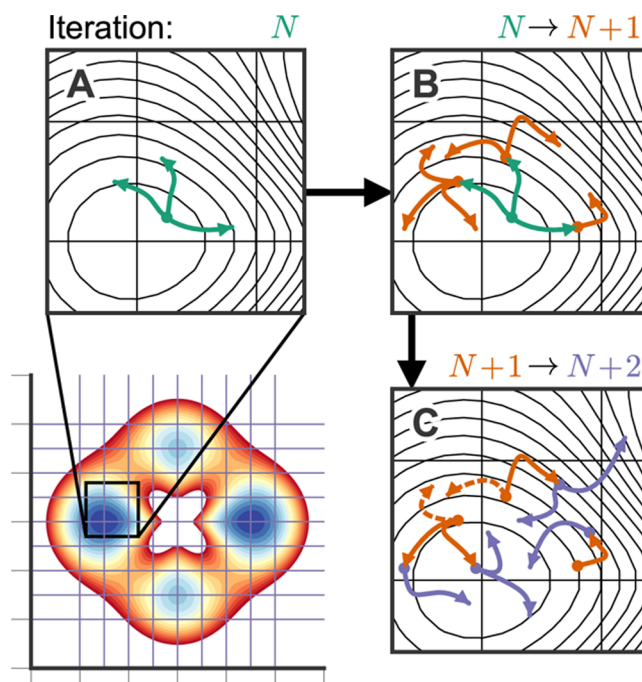 Iteration: N
N → N+1
A
B
N+1 → N+2
C